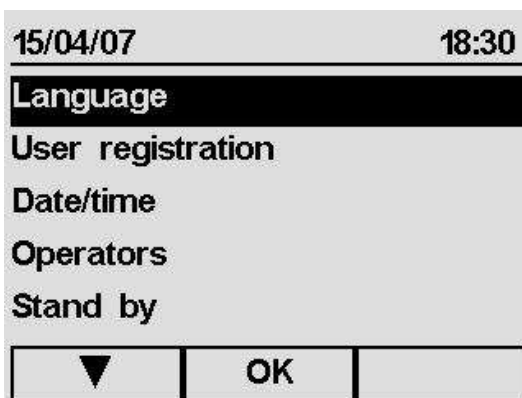 15/04/07 18:30
Language
User registration
Date/time
Operators
Stand by
▼ OK